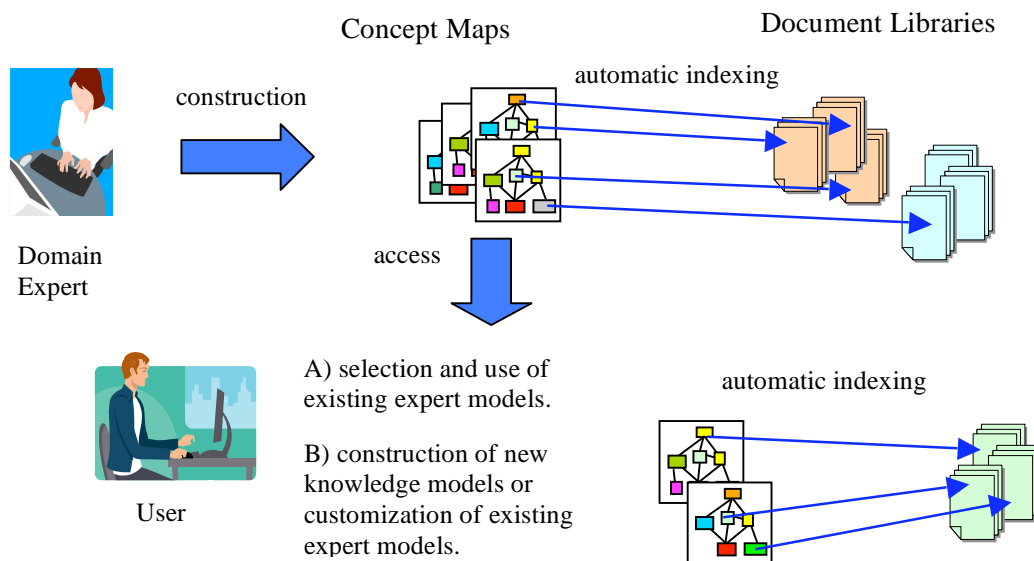 Concept Maps
Document Libraries
automatic indexing
construction
Domain
Expert
access
A) selection and use of
existing expert models.
automatic indexing
B) construction of new
knowledge models or
customization of existing
expert models.
User